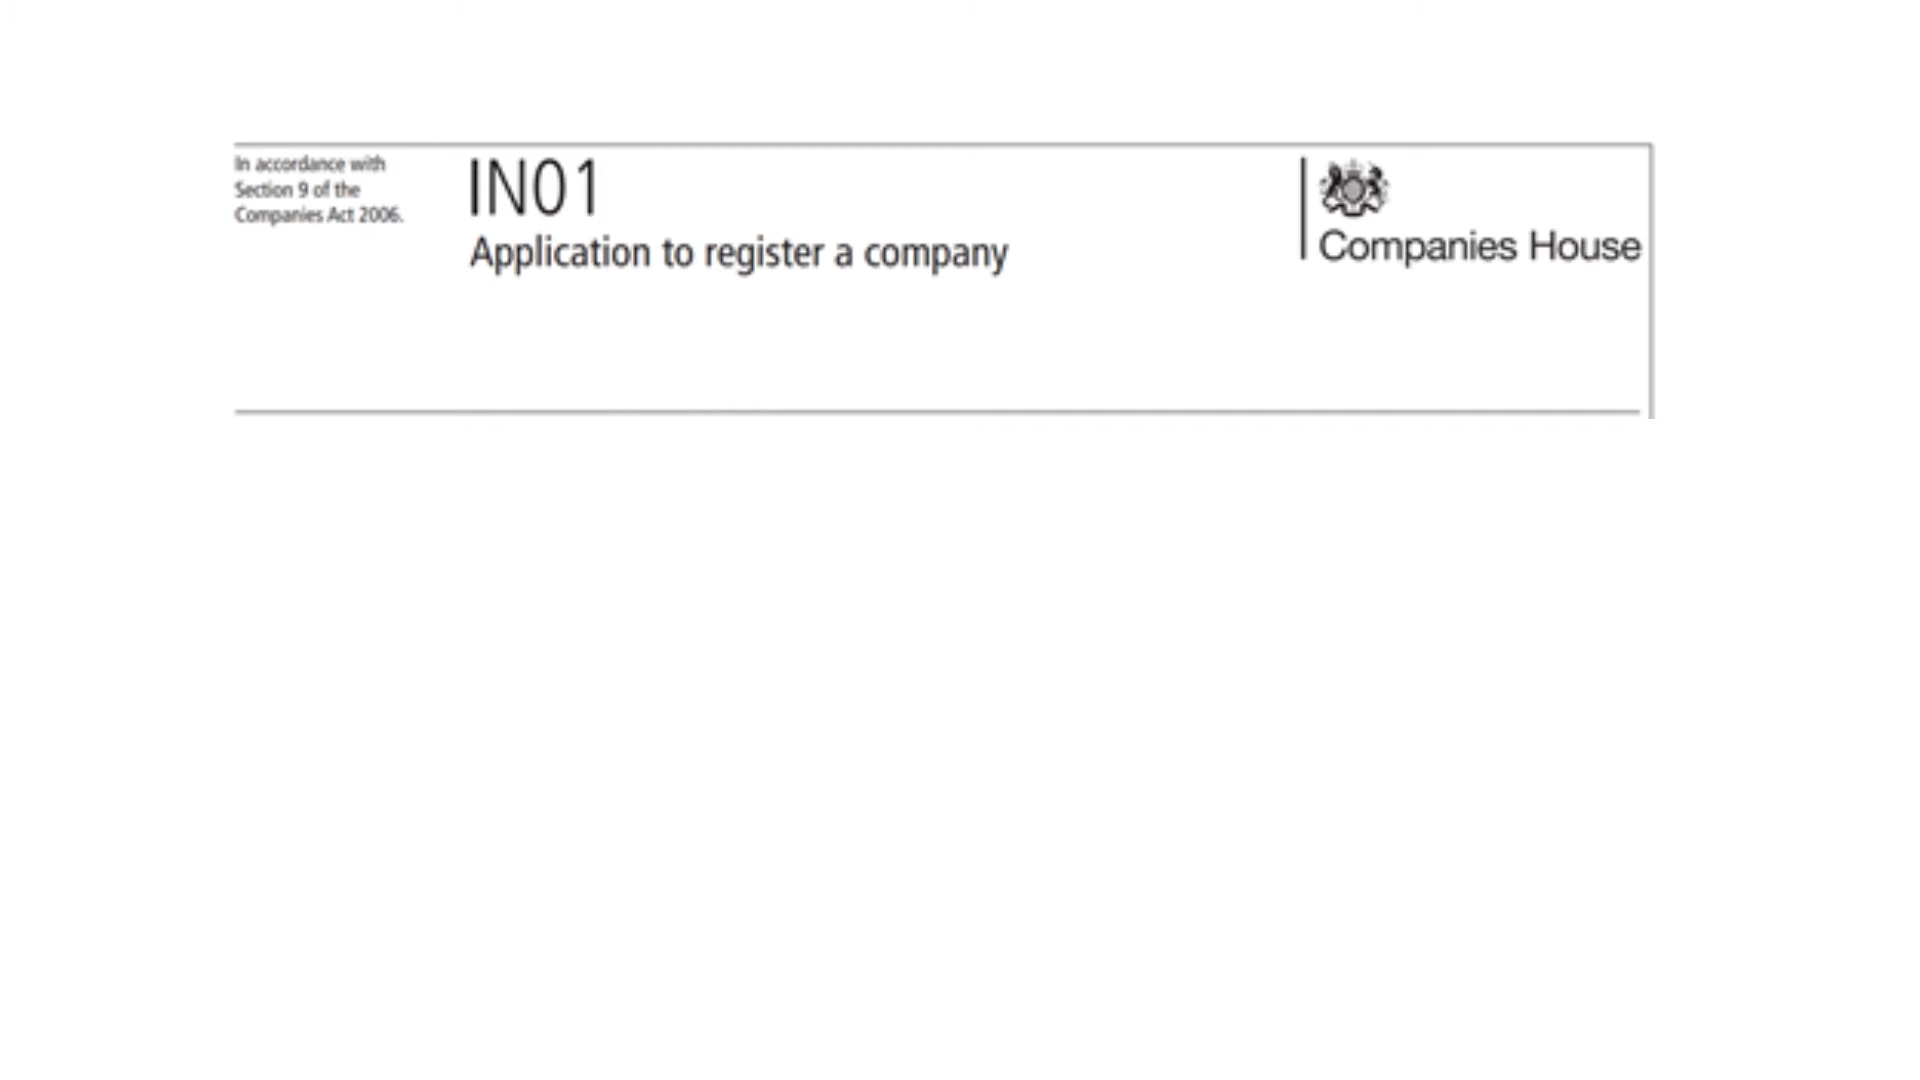 In accordance with
Section 9 of the
Companies Act 2006.
IN01
Application to register a company
Companies House